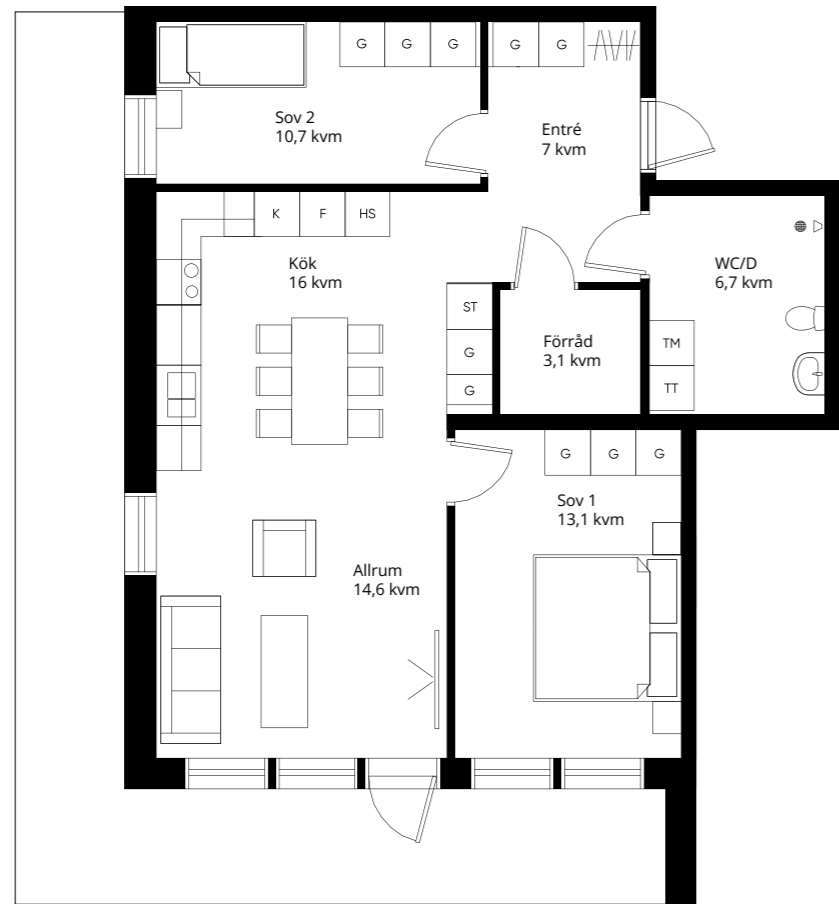 G G G G G
Sov 2
10,7 kvm
Entré
7 kvm
K F HS
Kök
16 kvm
WC/D
6,7 kvm
ST
G
G
Förråd
3,1 kvm
TM
TT
G G G
Sov 1
13,1 kvm
Allrum
14,6 kvm